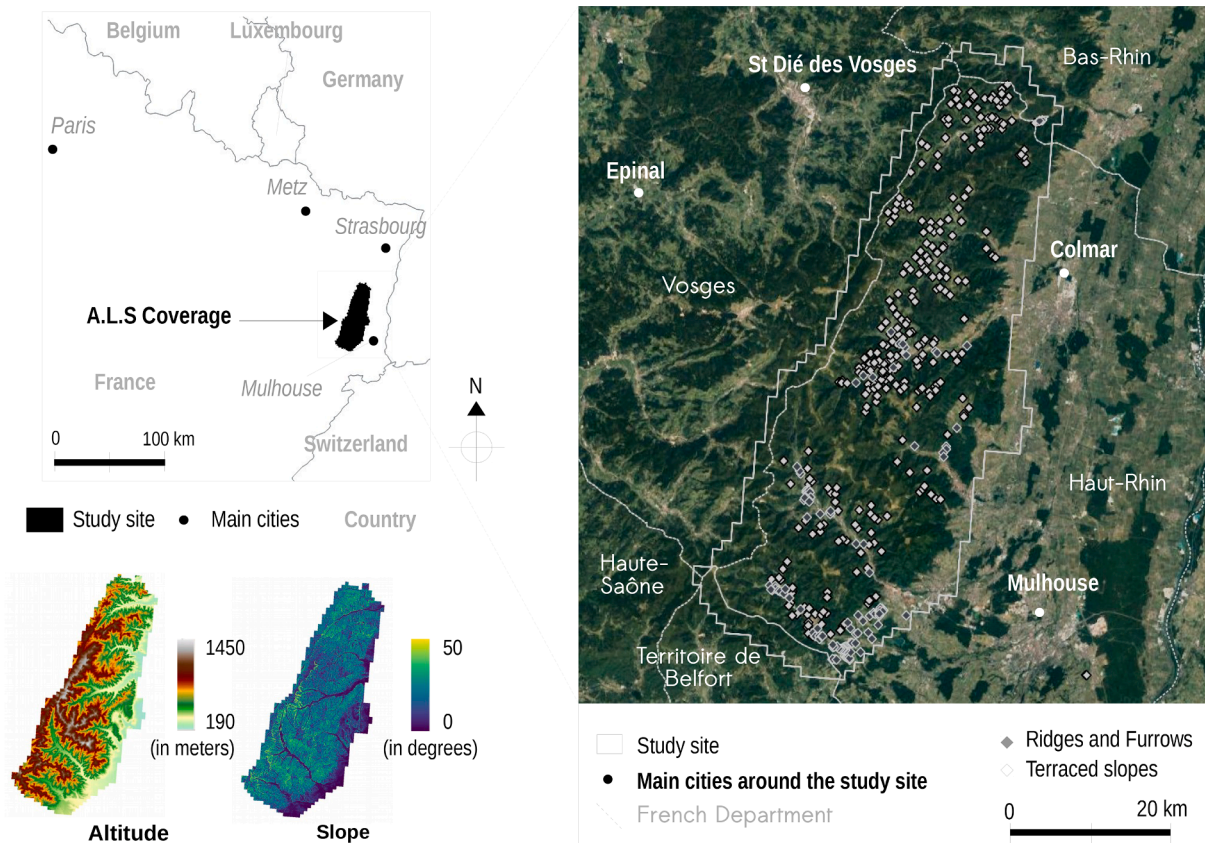 Belgium
Luxembourg
Germany
Paris
Metz
Strasbourg
A.L.S Coverage
France
Mulhouse
Switzerland
N
0 100 km
Study site
Main cities
Country
1450
190
(in meters)
Altitude
50
0
(in degrees)
Slope
St Dié des Vosges
Bas-Rhin
Epinal
Colmar
Vosges
Haut-Rhin
Haute-
Saône
Mulhouse
Territoire de
Belfort
Study site
Main cities around the study site
French Department
Ridges and Furrows
Terraced slopes
0 20 km